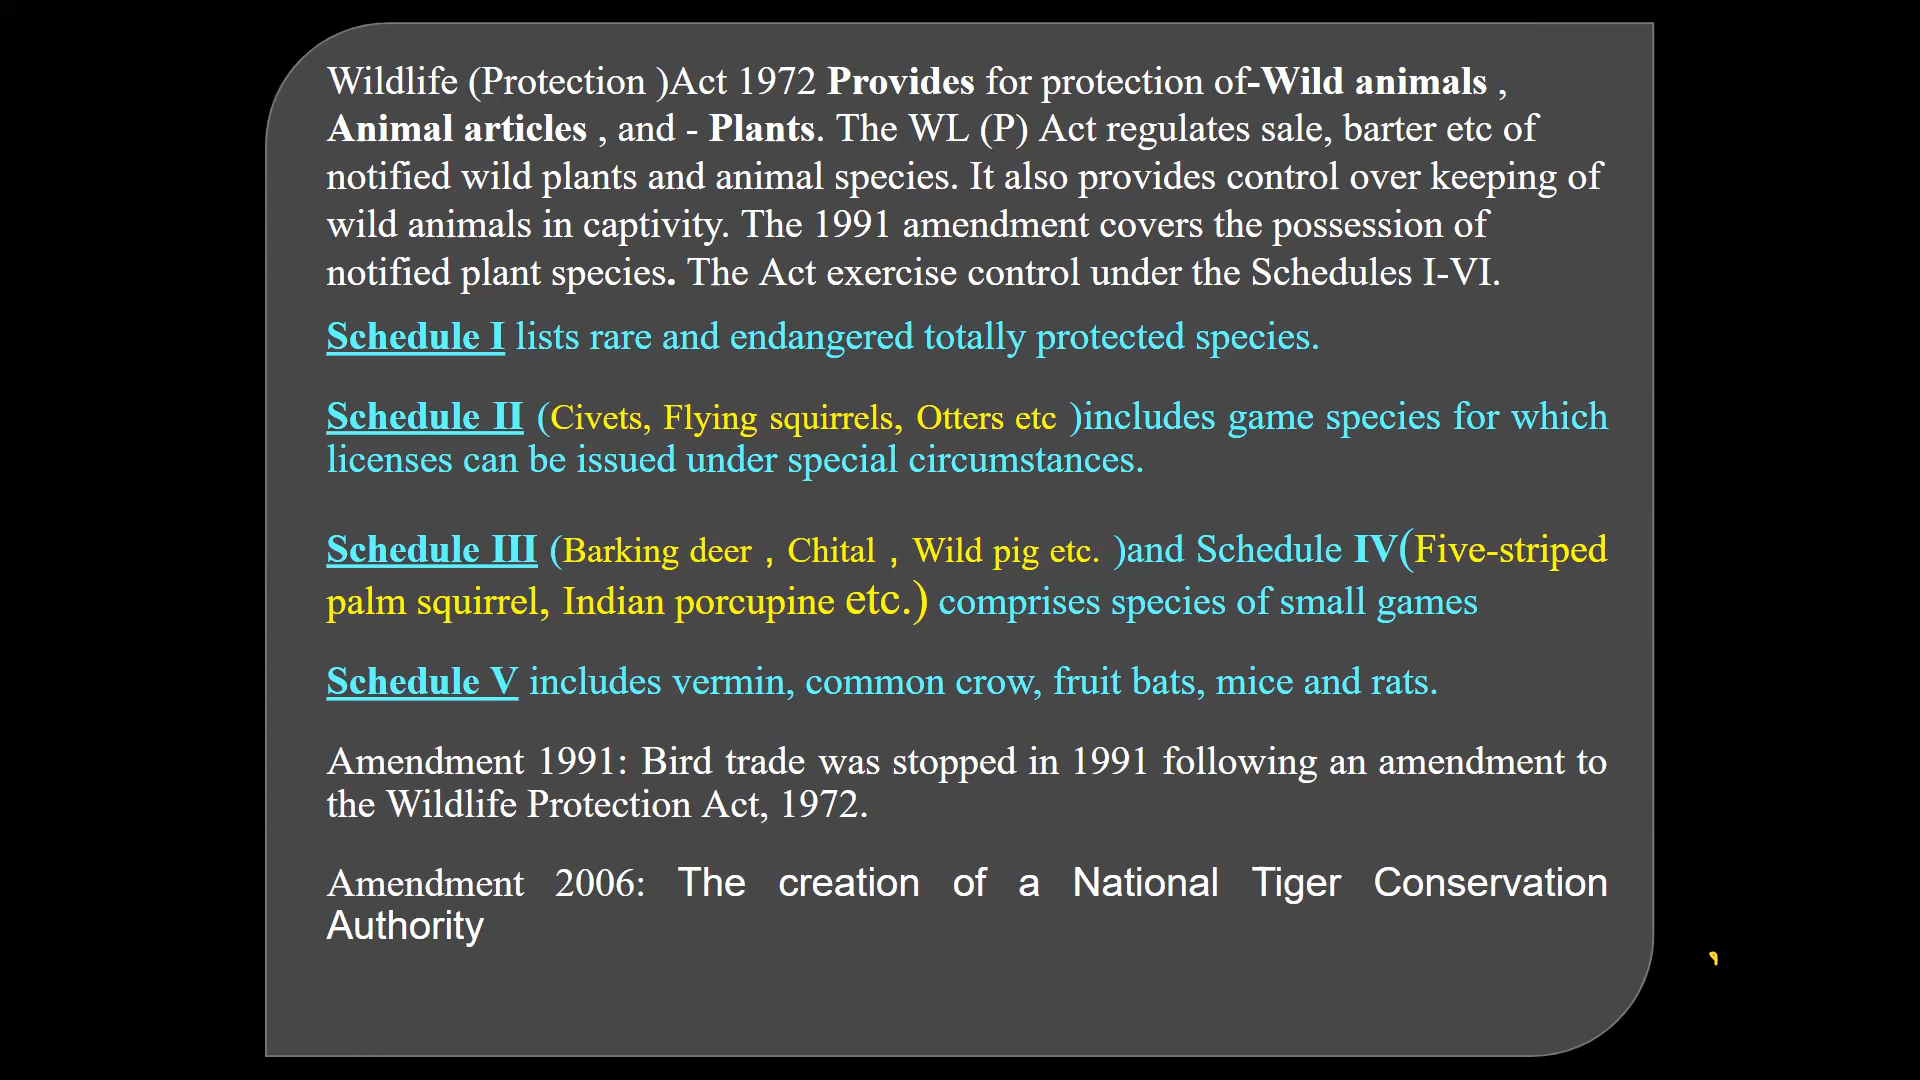 Wildlife (Protection )Act 1972 Provides for protection of-Wild animals ,
Animal articles , and - Plants. The WL (P) Act regulates sale, barter etc of
notified wild plants and animal species. It also provides control over keeping of
wild animals in captivity. The 1991 amendment covers the possession of
notified plant species. The Act exercise control under the Schedules I-VI.
Schedule I lists rare and endangered totally protected species.
Schedule II (Civets, Flying squirrels, Otters etc )includes game species for which
licenses can be issued under special circumstances.
Schedule III (Barking deer , Chital , Wild pig etc. )and Schedule IV(Five-striped
palm squirrel, Indian porcupine etc.) comprises species of small games
Schedule V includes vermin, common crow, fruit bats, mice and rats.
Amendment 1991: Bird trade was stopped in 1991 following an amendment to
the Wildlife Protection Act, 1972.
Amendment 2006: The creation of a National Tiger Conservation
Authority